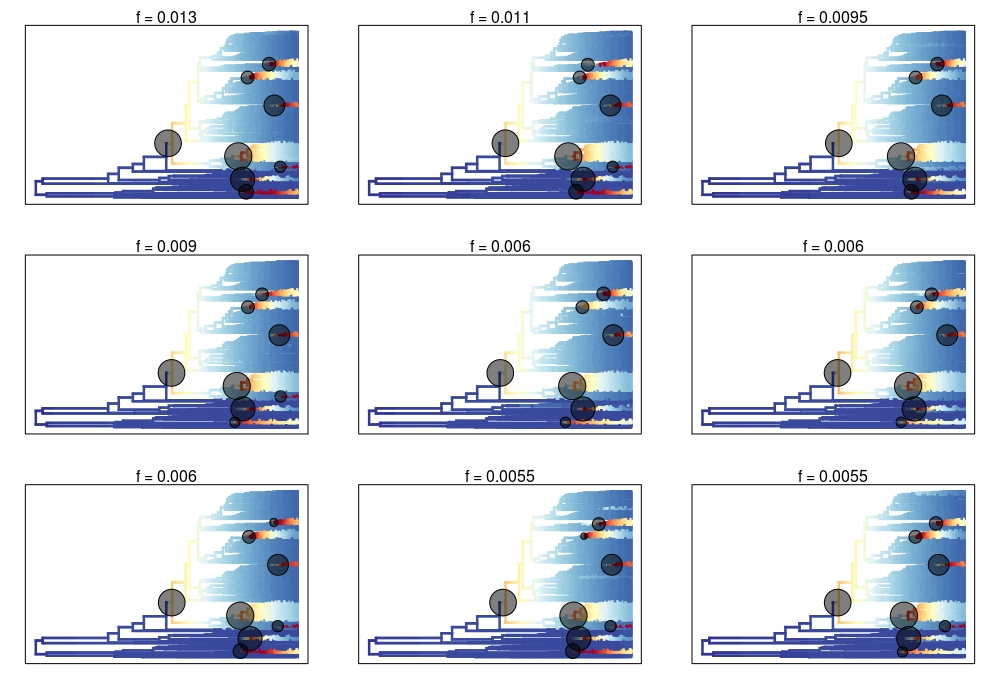 f = 0.013
f = 0.011
f = 0.0095
f = 0.009
f = 0.006
f = 0.006
f = 0.006
f = 0.0055
f = 0.0055